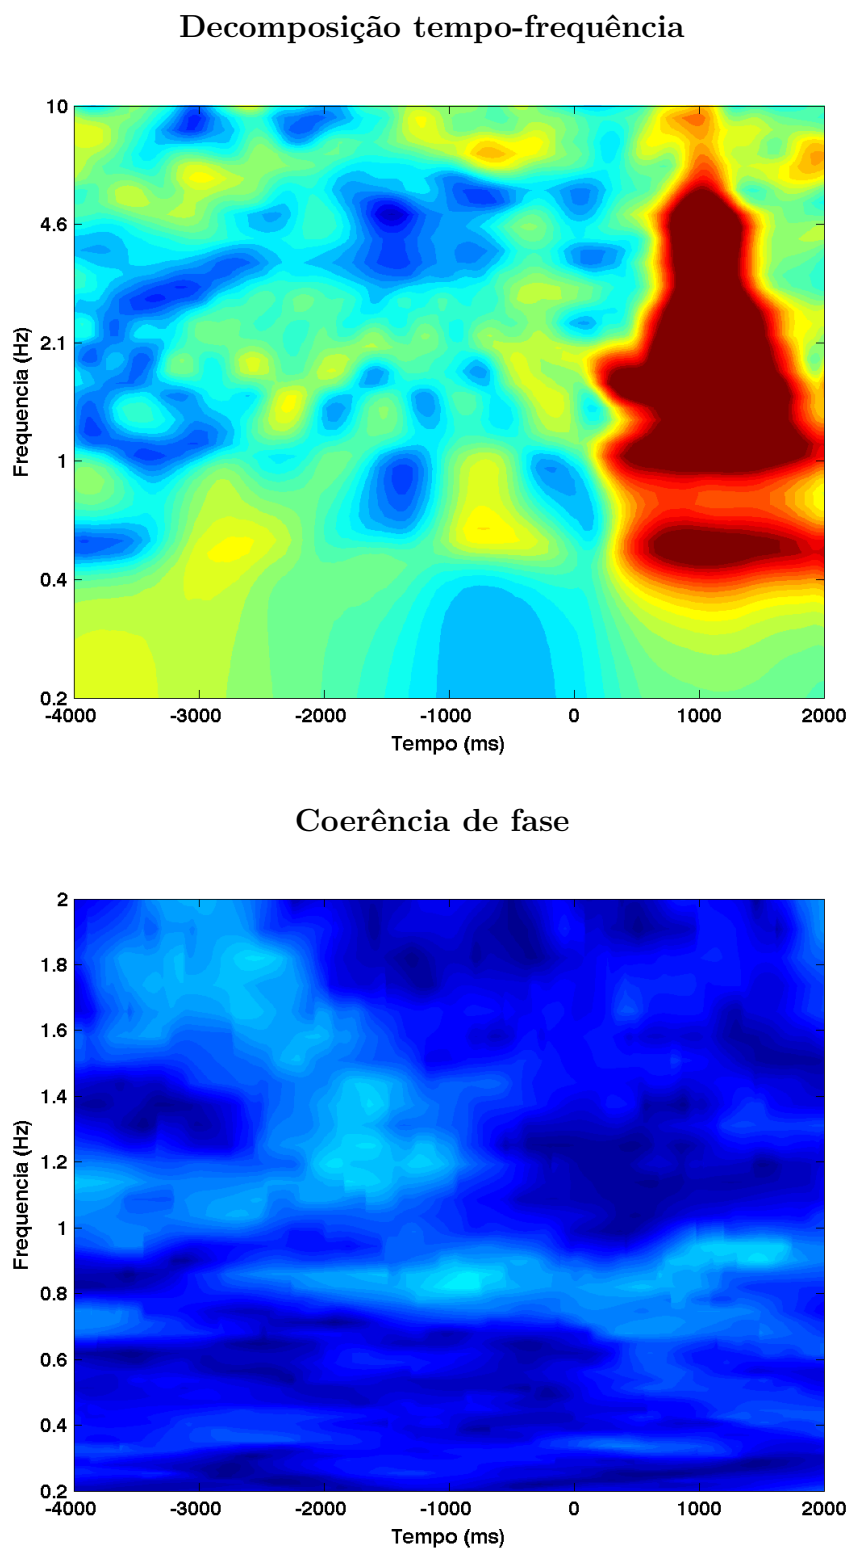 Decomposição tempo-frequência
10
4.6
2.1
1
0.4
0.2
Frequencia (Hz)
-4000 -3000 -2000 -1000 0 1000 2000
Tempo (ms)
Coerência de fase
2
1.8
1.6
1.4
1.2
1
0.8
0.6
0.4
0.2
Frequencia (Hz)
-4000 -3000 -2000 -1000 0 1000 2000
Tempo (ms)